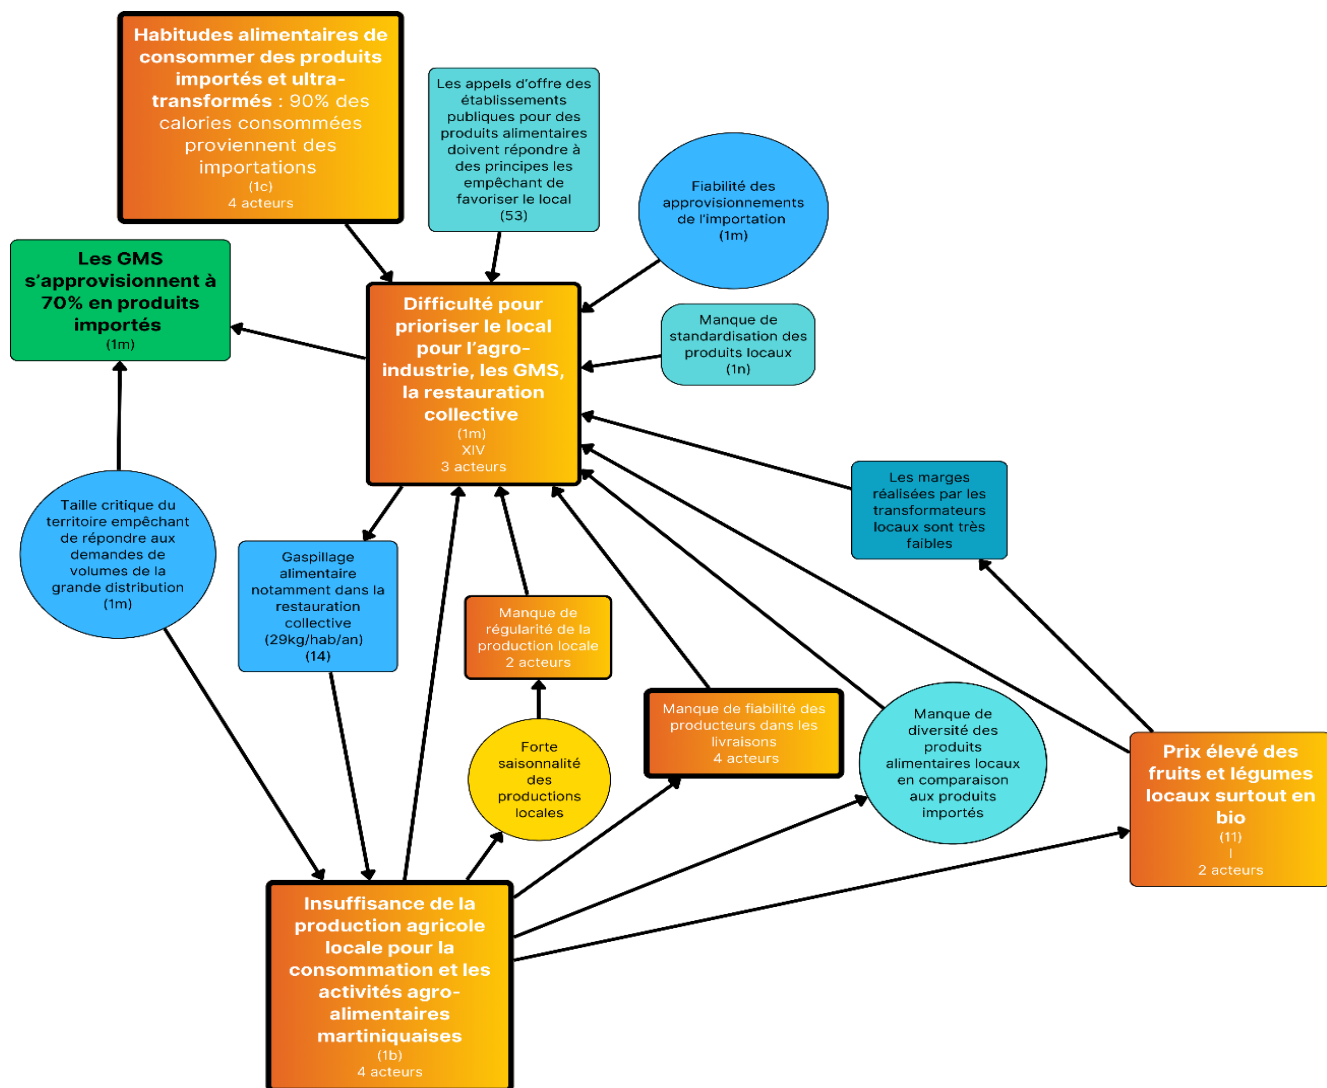 Habitudes alimentaires de
consommer des produits
importés et ultra-
transformés : 90% des
calories consommées
proviennent des
importations
(1c)
4 acteurs
Les appels d'offre des
établissements
publiques pour des
produits alimentaires
doivent répondre à
des principes les
empêchant de
favoriser le local
(53)
Fiabilité des
approvisionnements
de l'importation
(1m)
Les GMS
s'approvisionnent à
70% en produits
importés
(1m)
Difficulté pour
prioriser le local
pour l'agro-
industrie, les GMS,
la restauration
collective
(1m)
XIV
3 acteurs
Manque de
standardisation des
produits locaux
(1n)
Les marges
réalisées par les
transformateurs
locaux sont très
faibles
Taille critique du
territoire empêchant
de répondre aux
demandes de
volumes de la
grande distribution
(1m)
Gaspillage
alimentaire
notamment dans la
restauration
collective
(29kg/hab/an)
(14)
Manque de
régularité de la
production locale
2 acteurs
Forte
saisonnalité
des
productions
locales
Manque de fiabilité des
producteurs dans les
livraisons
4 acteurs
Manque de
diversité des
produits
alimentaires locaux
en comparaison
aux produits
importés
Prix élevé des
fruits et légumes
locaux surtout en
bio
(11)
I
2 acteurs
Insuffisance de la
production agricole
locale pour la
consommation et les
activités agro-
alimentaires
martiniquaises
(1b)
4 acteurs